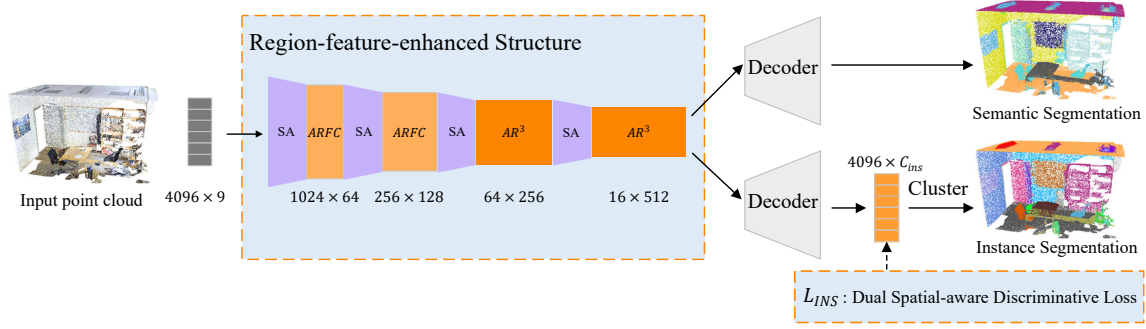 Region-feature-enhanced Structure
SA
ARFC
SA
ARFC
SA
AR³
SA
AR³
1024 × 64
256 × 128
64 × 256
16 × 512
Input point cloud
4096 × 9
Decoder
Semantic Segmentation
Decoder
4096 × C_ins
Cluster
Instance Segmentation
L_INS : Dual Spatial-aware Discriminative Loss